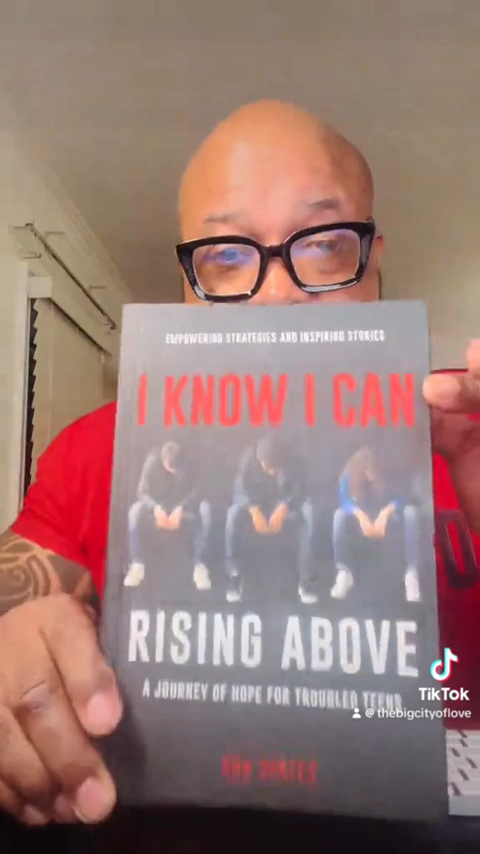 EMPOWERING STRATEGIES AND INSPIRING STORIES
I KNOW I CAN
RISING ABOVE
A JOURNEY OF HOPE FOR TROUBLED TEENS
TikTok
@thebigcityoflove